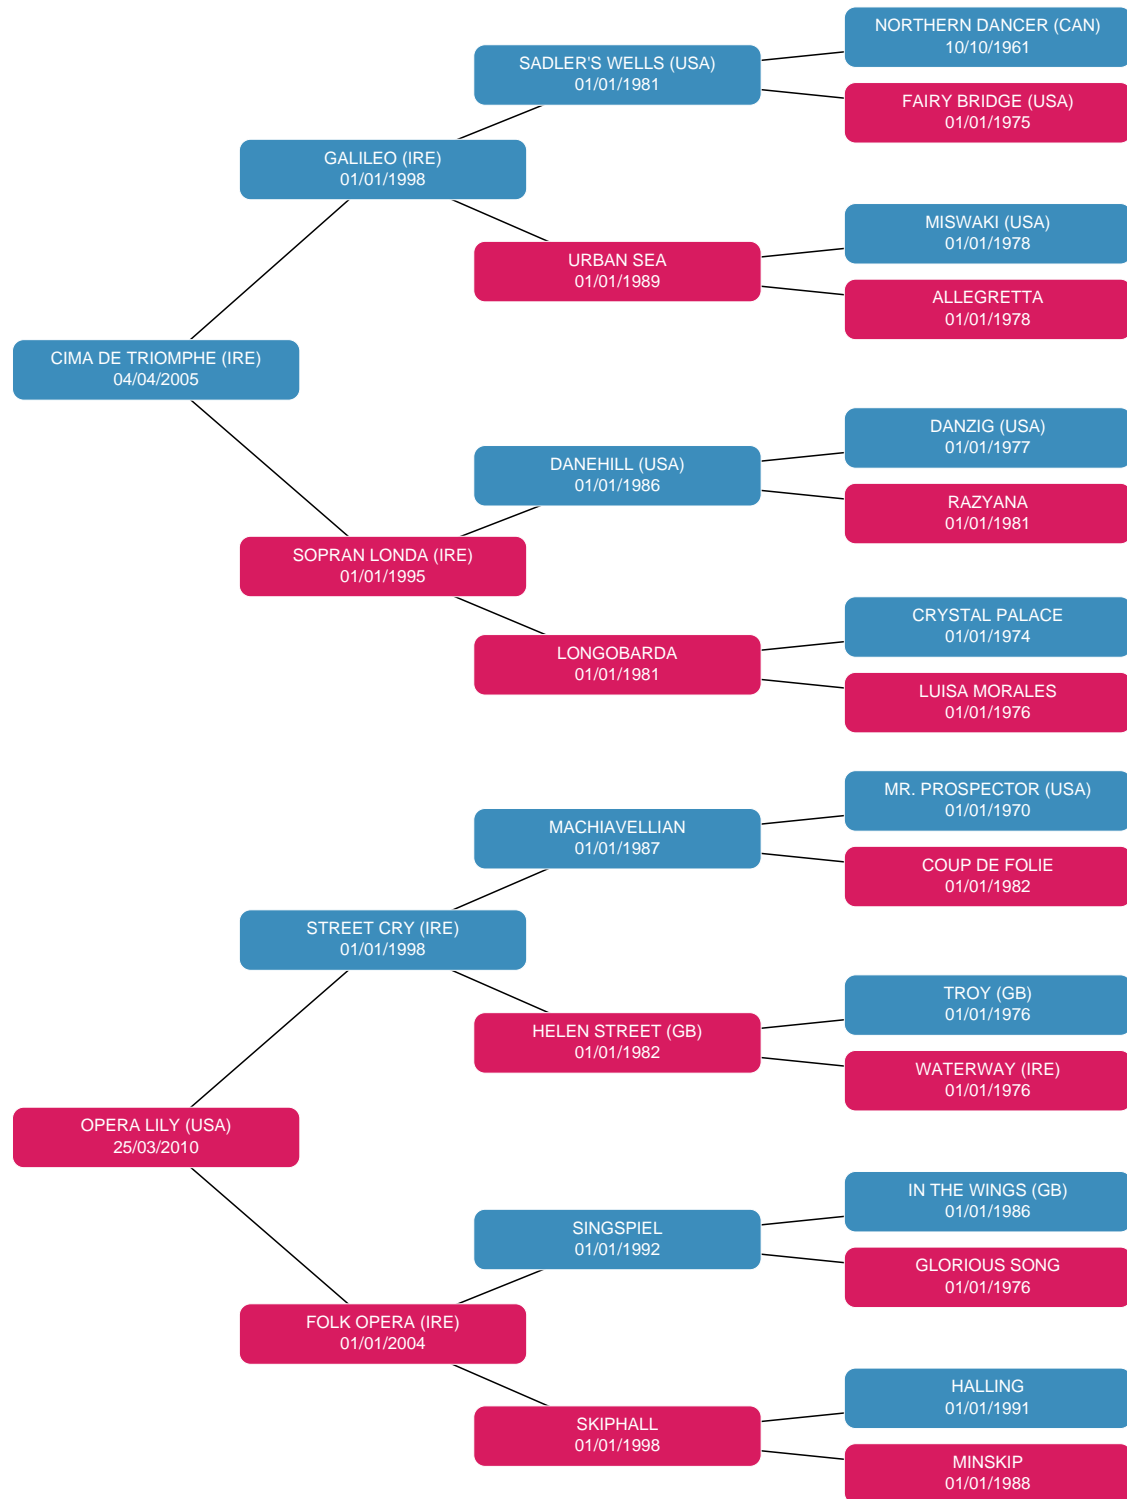 NORTHERN DANCER (CAN)
10/10/1961
SADLER'S WELLS (USA)
01/01/1981
FAIRY BRIDGE (USA)
01/01/1975
GALILEO (IRE)
01/01/1998
MISWAKI (USA)
01/01/1978
URBAN SEA
01/01/1989
ALLEGRETTA
01/01/1978
CIMA DE TRIOMPHE (IRE)
04/04/2005
DANZIG (USA)
01/01/1977
DANEHILL (USA)
01/01/1986
RAZYANA
01/01/1981
SOPRAN LONDA (IRE)
01/01/1995
CRYSTAL PALACE
01/01/1974
LONGOBARDA
01/01/1981
LUISA MORALES
01/01/1976
MR. PROSPECTOR (USA)
01/01/1970
MACHIAVELLIAN
01/01/1987
COUP DE FOLIE
01/01/1982
STREET CRY (IRE)
01/01/1998
TROY (GB)
01/01/1976
HELEN STREET (GB)
01/01/1982
WATERWAY (IRE)
01/01/1976
OPERA LILY (USA)
25/03/2010
IN THE WINGS (GB)
01/01/1986
SINGSPIEL
01/01/1992
GLORIOUS SONG
01/01/1976
FOLK OPERA (IRE)
01/01/2004
HALLING
01/01/1991
SKIPHALL
01/01/1998
MINSKIP
01/01/1988